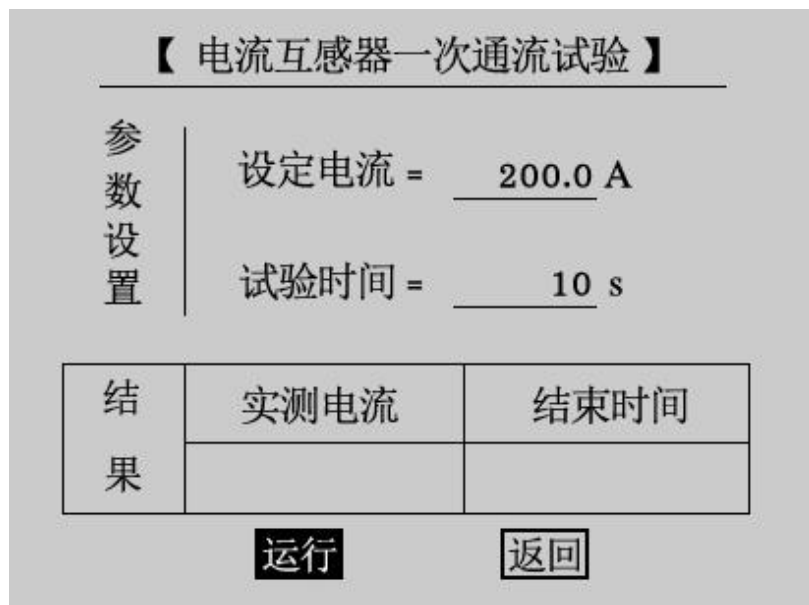 【 电流互感器一次通流试验 】
参数设置
设定电流 = 200.0 A
试验时间 = 10 s
结果
实测电流 结束时间
运行 返回